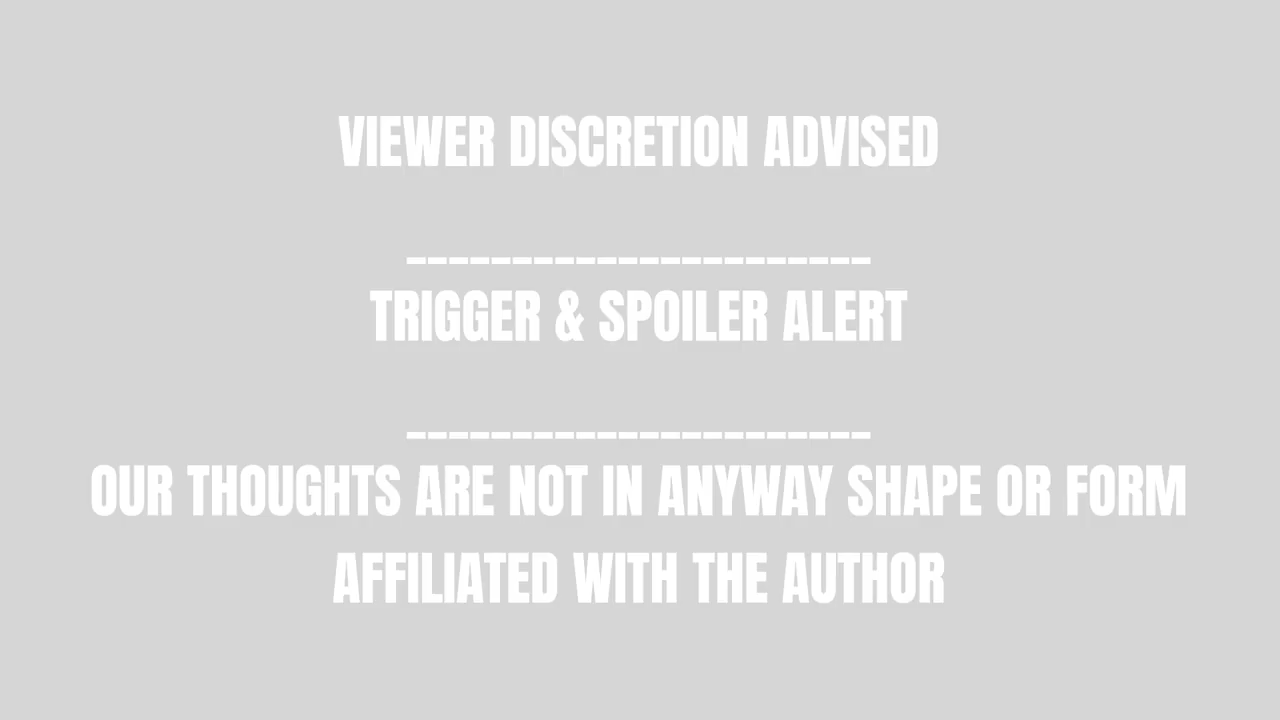 VIEWER DISCRETION ADVISED
______________________
TRIGGER & SPOILER ALERT
______________________
OUR THOUGHTS ARE NOT IN ANYWAY SHAPE OR FORM
AFFILIATED WITH THE AUTHOR